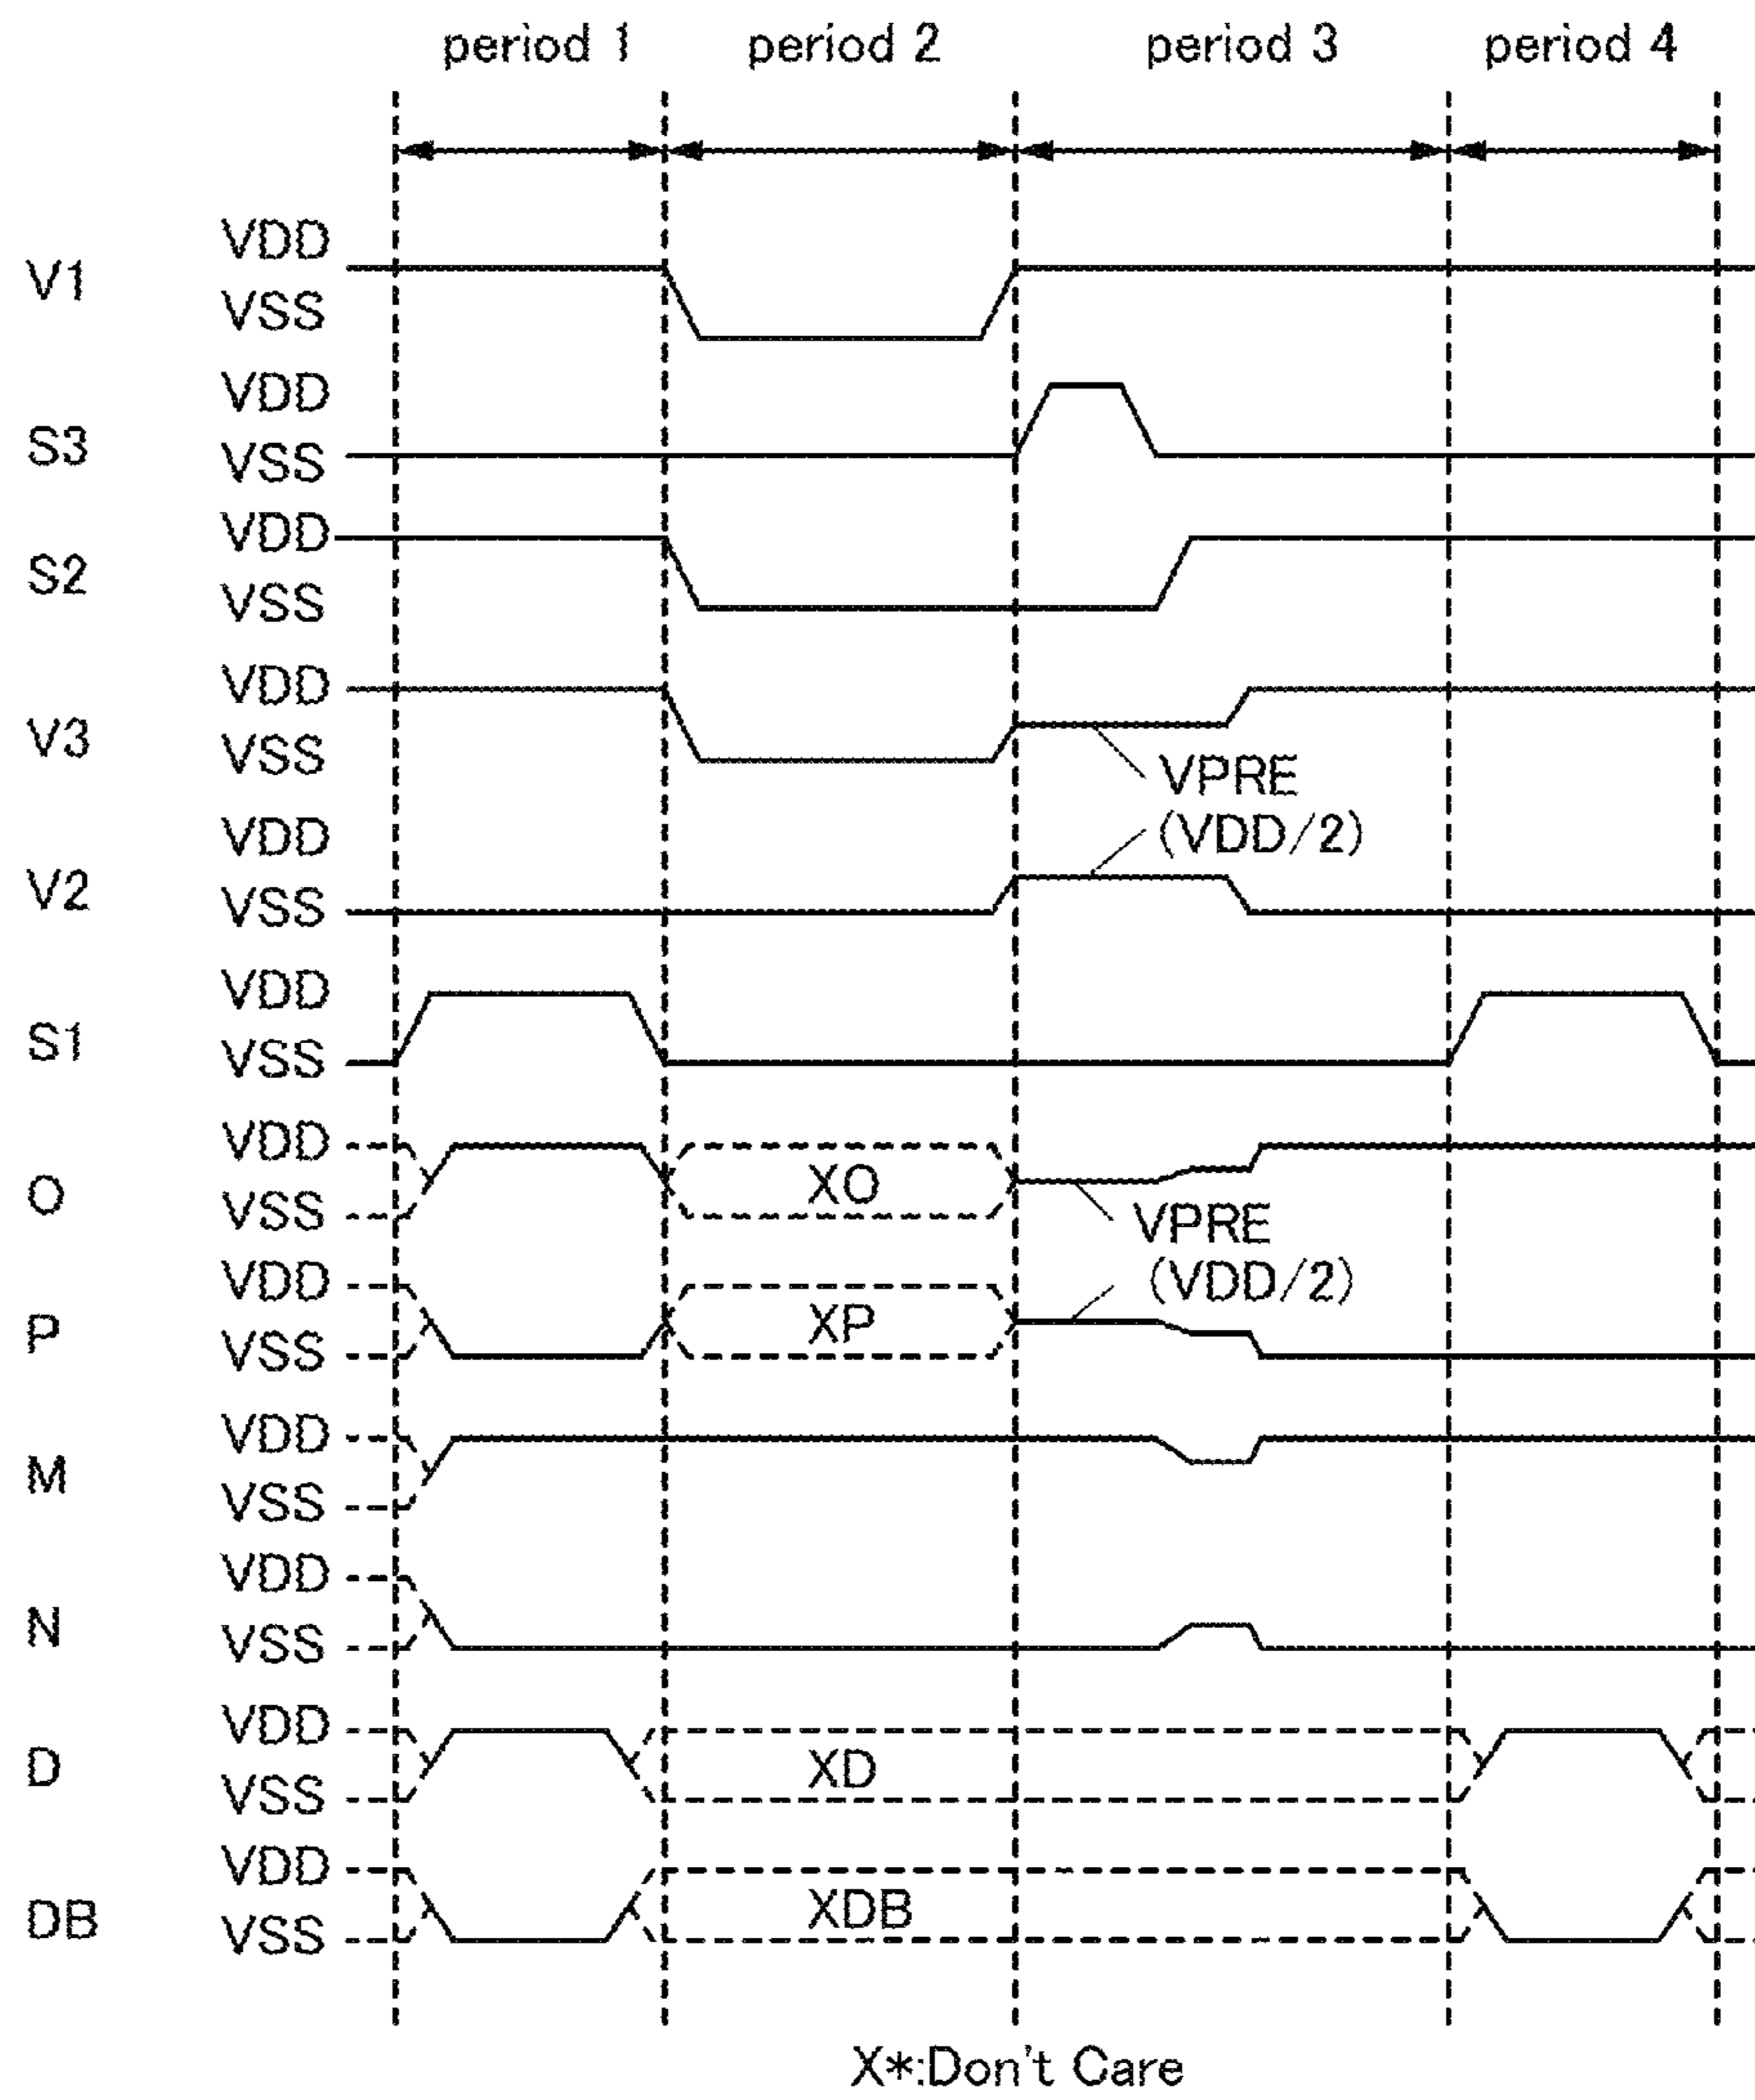 period 1 period 2 period 3 period 4
VDD
V1
VSS
VDD
S3
VSS
VDD
S2
VSS
VDD
V3
VSS
VPRE
(VDD/2)
VDD
V2
VSS
VDD
S1
VSS
VDD
O
VSS
XO
VPRE
(VDD/2)
VDD
P
VSS
XP
VDD
M
VSS
VDD
N
VSS
VDD
D
VSS
XD
VDD
DB
VSS
XDB
X*:Don't Care